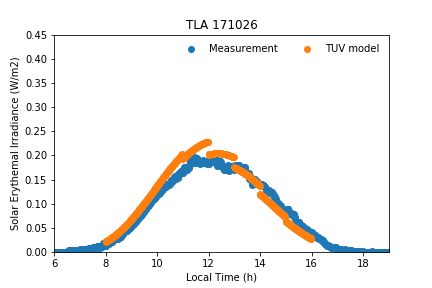 TLA 171026
Measurement
TUV model
Solar Erythemal Irradiance (W/m2)
0.45
0.40
0.35
0.30
0.25
0.20
0.15
0.10
0.05
0.00
6 8 10 12 14 16 18
Local Time (h)